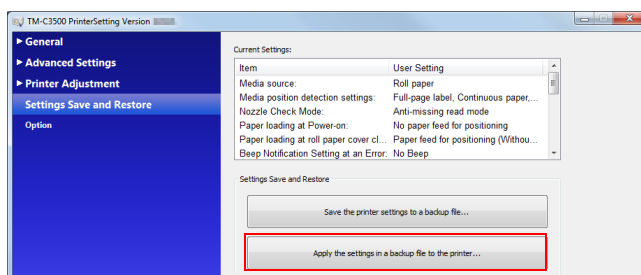 TM-C3500 PrinterSetting Version
► General
► Advanced Settings
► Printer Adjustment
Settings Save and Restore
Option
Current Settings:
Item User Setting
Media source: Roll paper
Media position detection settings: Full-page label, Continuous paper,...
Nozzle Check Mode: Anti-missing read mode
Paper loading at Power-on: No paper feed for positioning
Paper loading at roll paper cover cl... Paper feed for positioning (Withou...
Beep Notification Setting at an Error: No Beep
Settings Save and Restore
Save the printer settings to a backup file...
Apply the settings in a backup file to the printer...